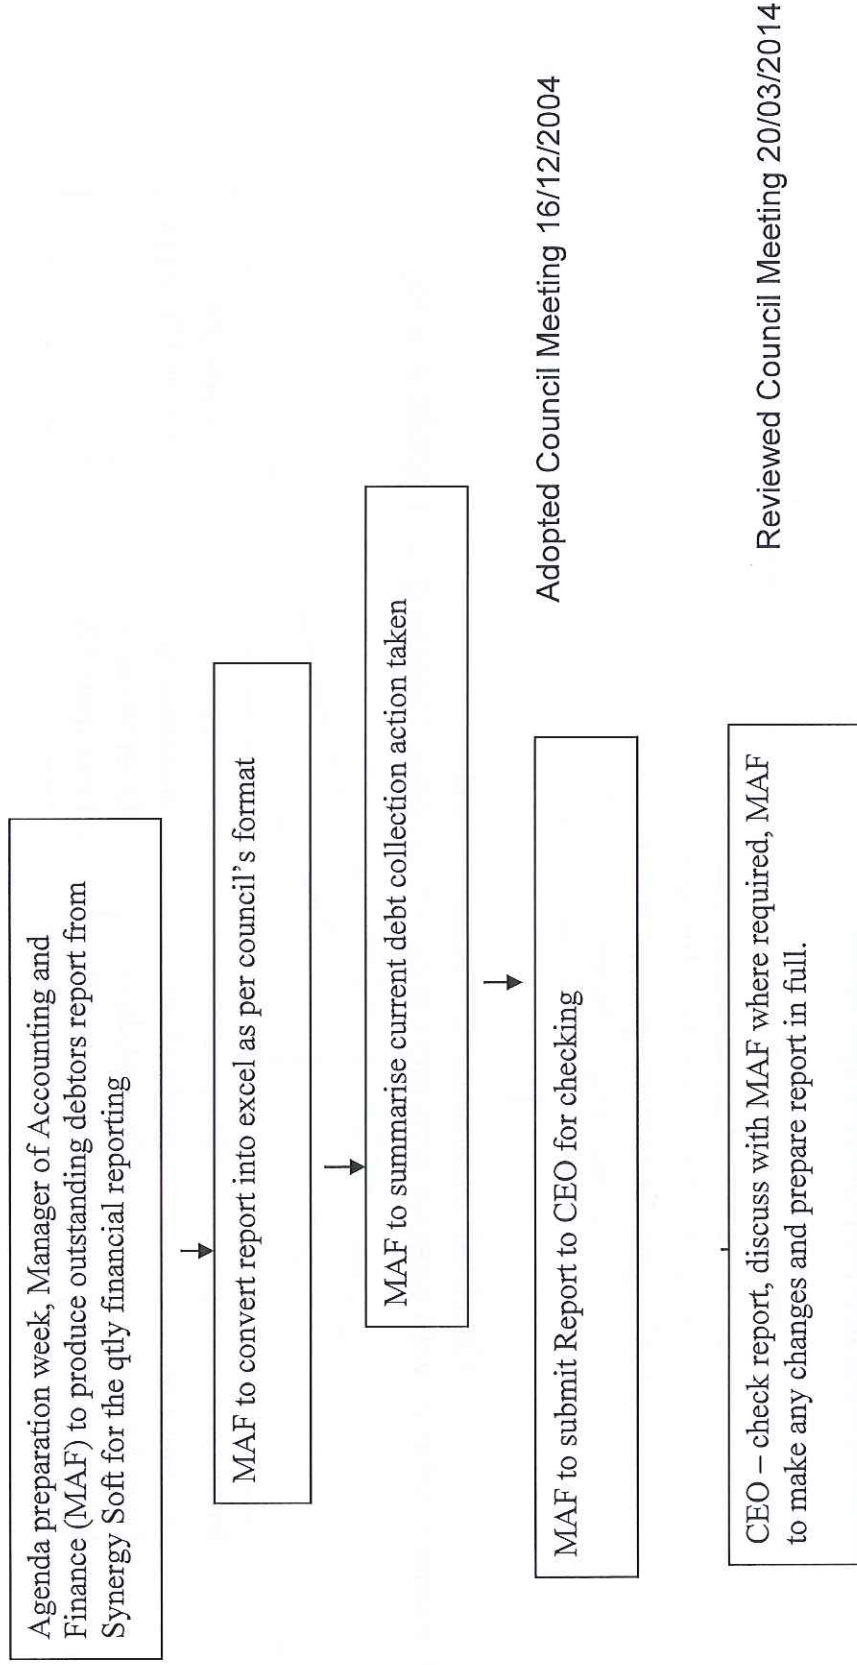 Agenda preparation week, Manager of Accounting and
Finance (MAF) to produce outstanding debtors report from
Synergy Soft for the qtly financial reporting
MAF to convert report into excel as per council's format
MAF to summarise current debt collection action taken
MAF to submit Report to CEO for checking
Adopted Council Meeting 16/12/2004
CEO – check report, discuss with MAF where required, MAF
to make any changes and prepare report in full.
Reviewed Council Meeting 20/03/2014